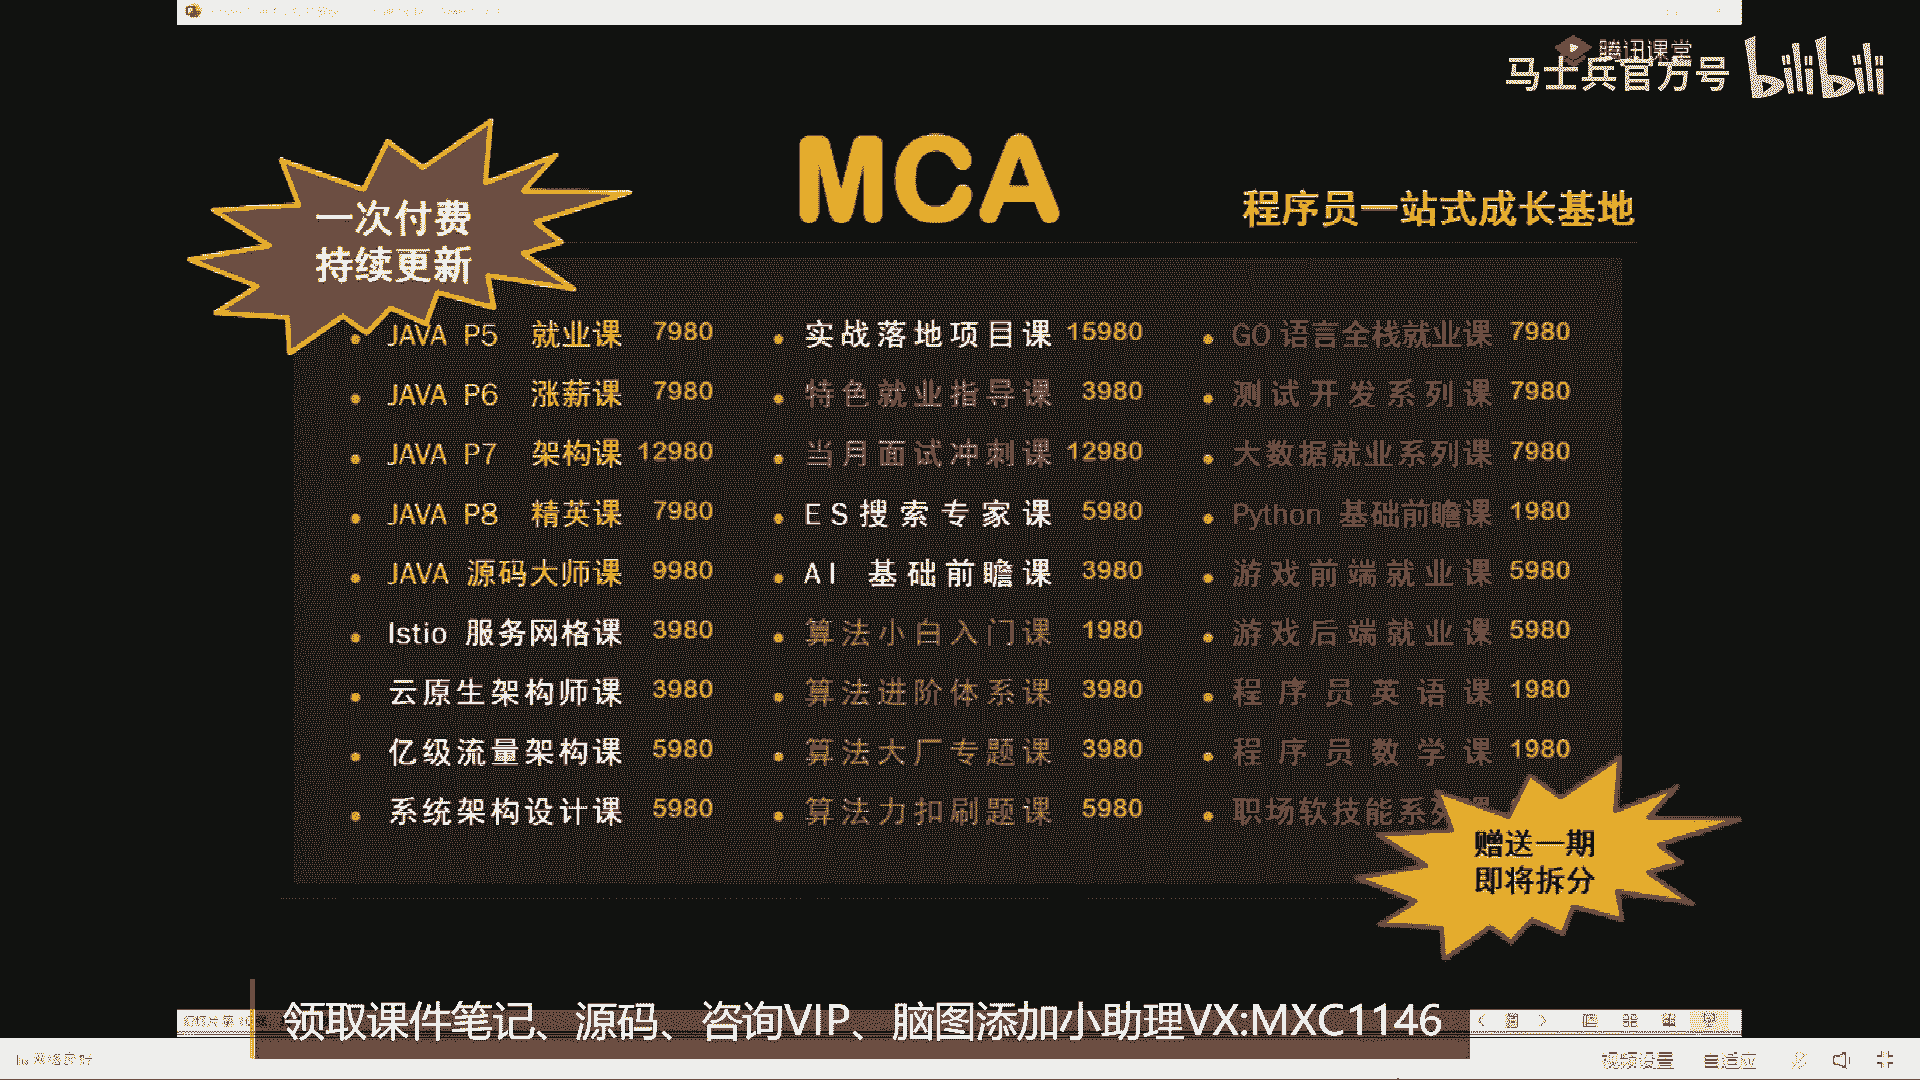 腾讯课堂
马士兵官方号 bilibili
一次付费
持续更新
MCA
程序员一站式成长基地
JAVA P5 就业课 7980
JAVA P6 涨薪课 7980
JAVA P7 架构课 12980
JAVA P8 精英课 7980
JAVA 源码大师课 9980
Istio 服务网格课 3980
云原生架构师课 3980
亿级流量架构课 5980
系统架构设计课 5980
实战落地项目课 15980
特色就业指导课 3980
当月面试冲刺课 12980
ES搜索专家课 5980
AI 基础前瞻课 3980
算法小白入门课 1980
算法进阶体系课 3980
算法大厂专题课 3980
算法力扣刷题课 5980
GO 语言全栈就业课 7980
测试开发系列课 7980
大数据就业系列课 7980
Python 基础前瞻课 1980
游戏前端就业课 5980
游戏后端就业课 5980
程序员英语课 1980
程序员数学课 1980
职场软技能系列课
赠送一期
即将拆分
领取课件笔记、源码、咨询VIP、脑图添加小助理VX:MXC1146
视频设置 自适应